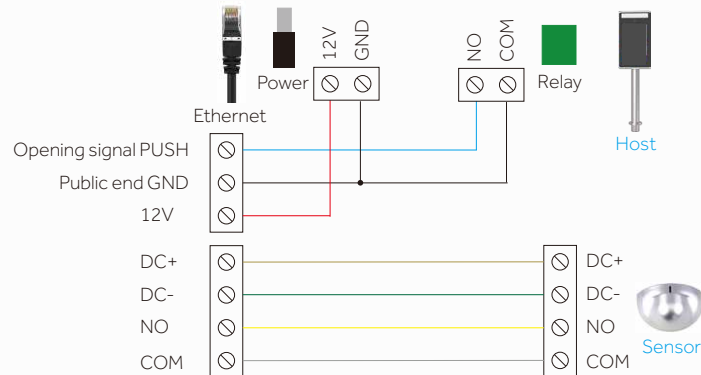 12V
GND
NO
COM
Power
Relay
Ethernet
Host
Opening signal PUSH
Public end GND
12V
DC+
DC+
DC-
DC-
NO
NO
Sensor
COM
COM